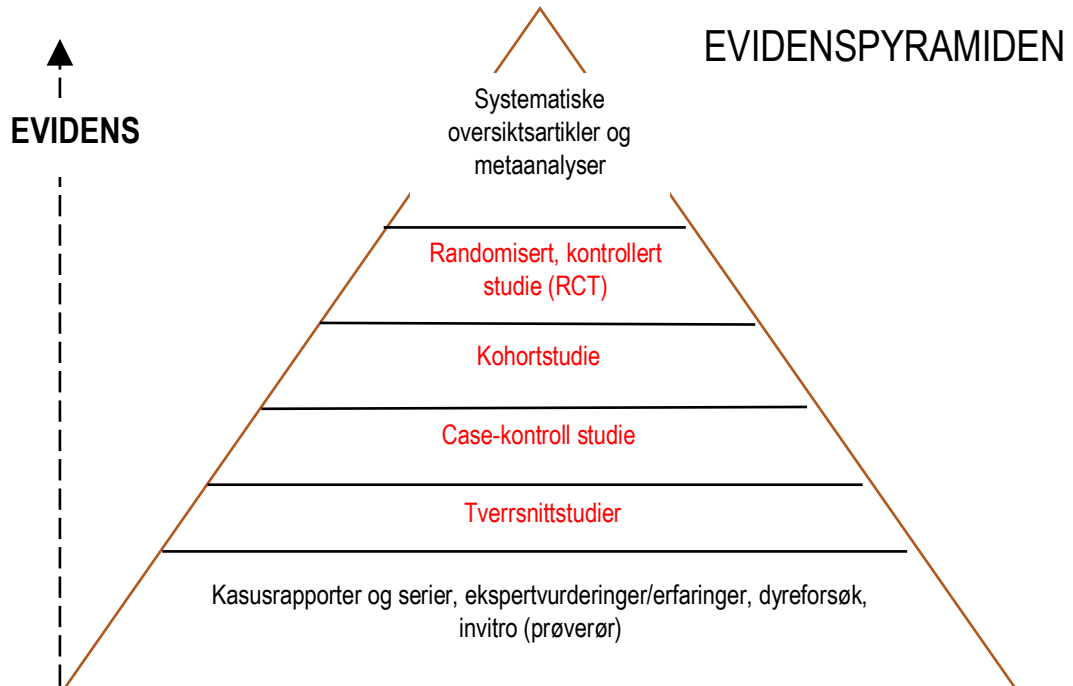 EVIDENSPYRAMIDEN
EVIDENS
Systematiske
oversiktsartikler og
metaanalyser
Randomisert, kontrollert
studie (RCT)
Kohortstudie
Case-kontroll studie
Tverrsnittstudier
Kasusrapporter og serier, ekspertvurderinger/erfaringer, dyreforsøk,
invitro (prøverør)